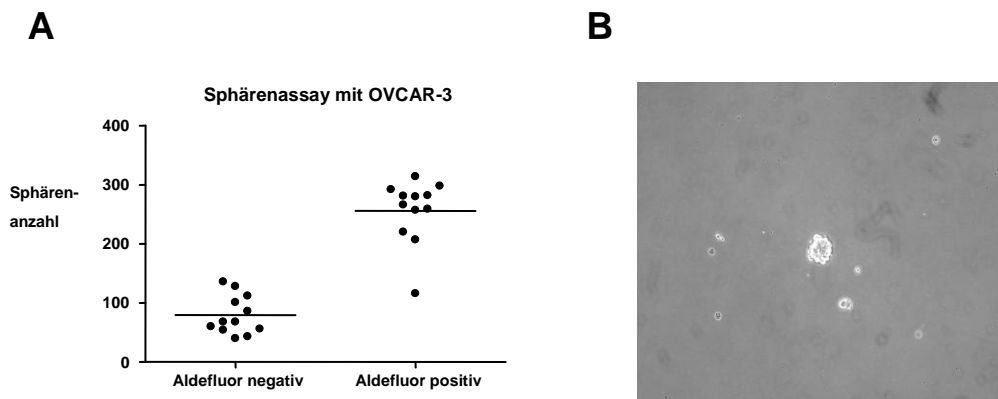 A
B
Sphärenassay mit OVCAR-3
400
300
200
100
0
Sphären-
anzahl
Aldefluor negativ
Aldefluor positiv